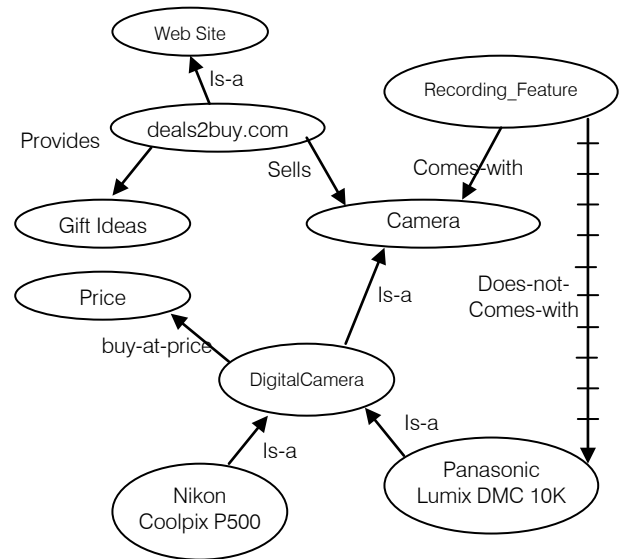 Web Site
Is-a
Recording_Feature
deals2buy.com
Provides
Sells
Comes-with
Gift Ideas
Camera
Does-not-
Comes-with
Price
Is-a
buy-at-price
DigitalCamera
Is-a
Is-a
Nikon
Coolpix P500
Panasonic
Lumix DMC 10K